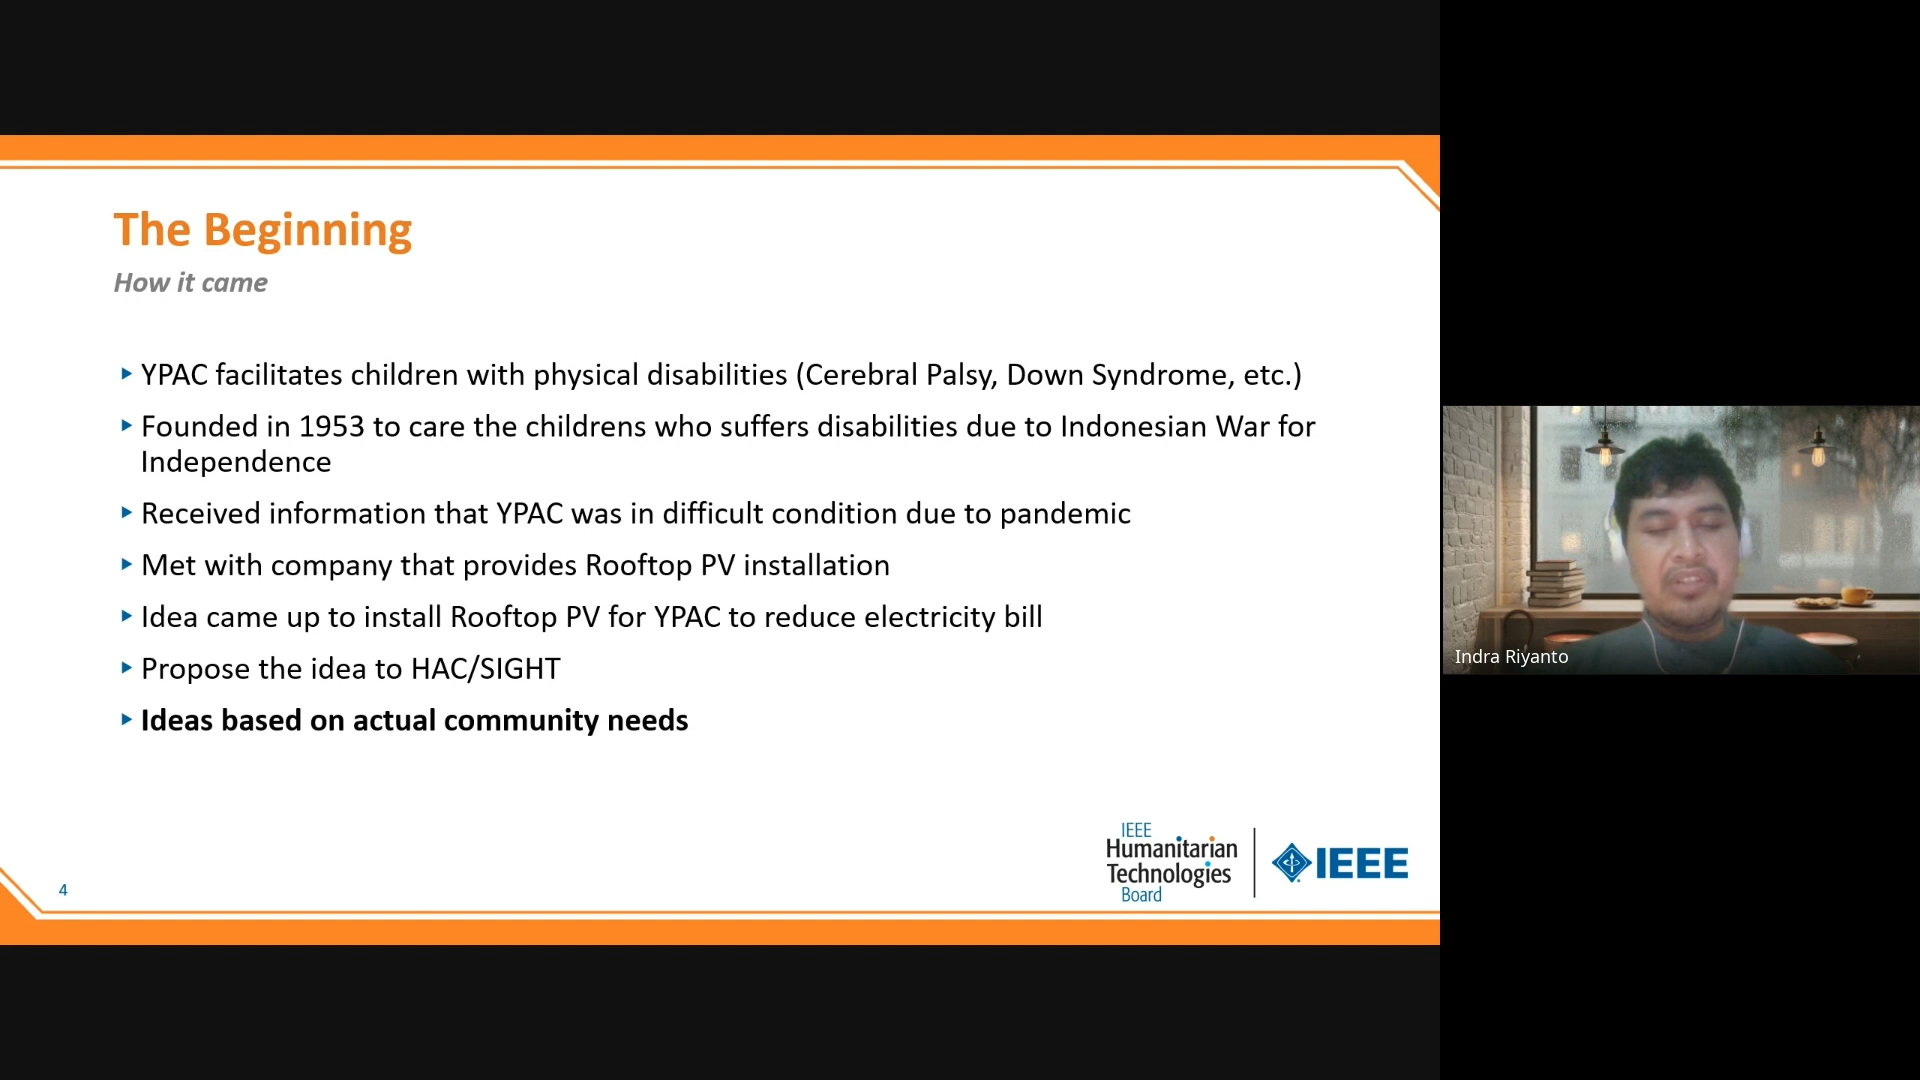 The Beginning
How it came
YPAC facilitates children with physical disabilities (Cerebral Palsy, Down Syndrome, etc.)
Founded in 1953 to care the childrens who suffers disabilities due to Indonesian War for
Independence
Received information that YPAC was in difficult condition due to pandemic
Met with company that provides Rooftop PV installation
Idea came up to install Rooftop PV for YPAC to reduce electricity bill
Propose the idea to HAC/SIGHT
Ideas based on actual community needs
Indra Riyanto
IEEE
Humanitarian
Technologies
Board
IEEE
4